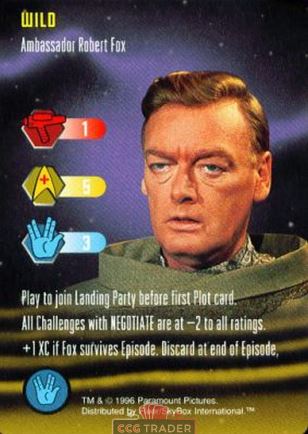 WILD
Ambassador Robert Fox
1
5
3
Play to join Landing Party before first Plot card.
All Challenges with NEGOTIATE are at –2 to all ratings.
+1 XC if Fox survives Episode. Discard at end of Episode.
TM & © 1996 Paramount Pictures.
Distributed by Fleer/SkyBox International.™
CCG TRADER